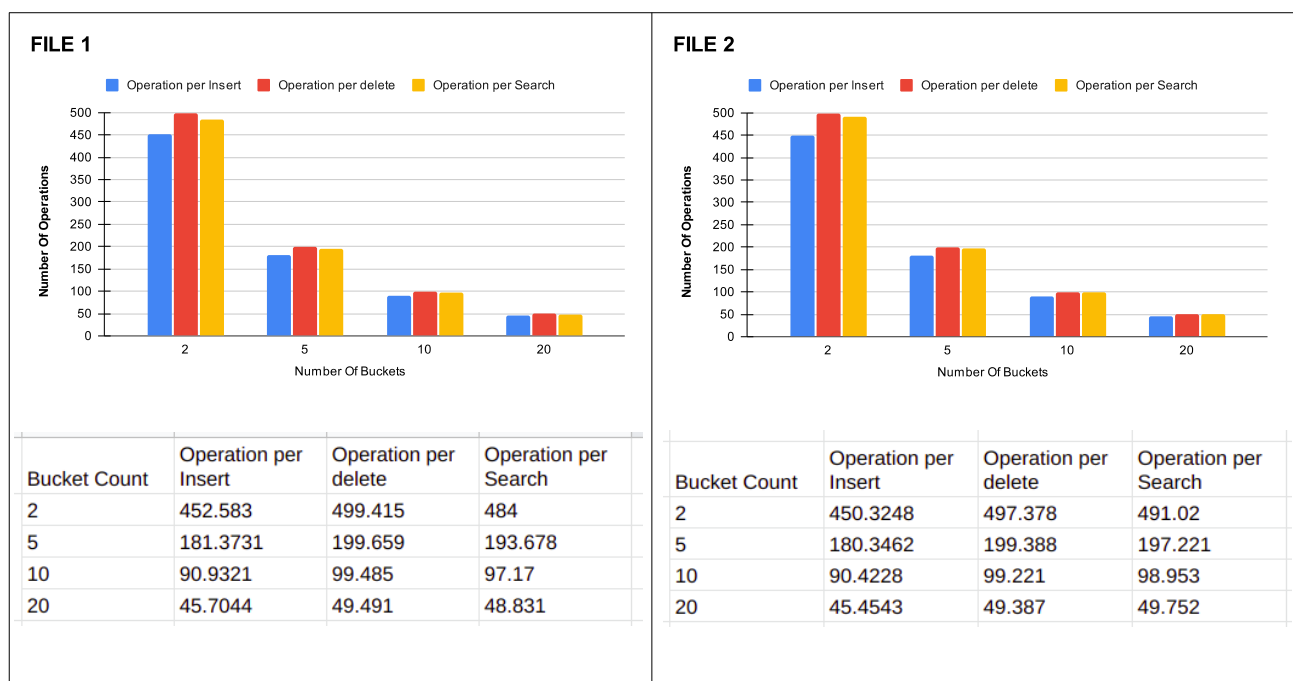 FILE 1
Operation per Insert Operation per delete Operation per Search
500
450
400
350
300
250
200
150
100
50
0
Number Of Operations
2 5 10 20
Number Of Buckets
Bucket Count Operation per Insert Operation per delete Operation per Search
2 452.583 499.415 484
5 181.3731 199.659 193.678
10 90.9321 99.485 97.17
20 45.7044 49.491 48.831
FILE 2
Operation per Insert Operation per delete Operation per Search
500
450
400
350
300
250
200
150
100
50
0
Number Of Operations
2 5 10 20
Number Of Buckets
Bucket Count Operation per Insert Operation per delete Operation per Search
2 450.3248 497.378 491.02
5 180.3462 199.388 197.221
10 90.4228 99.221 98.953
20 45.4543 49.387 49.752